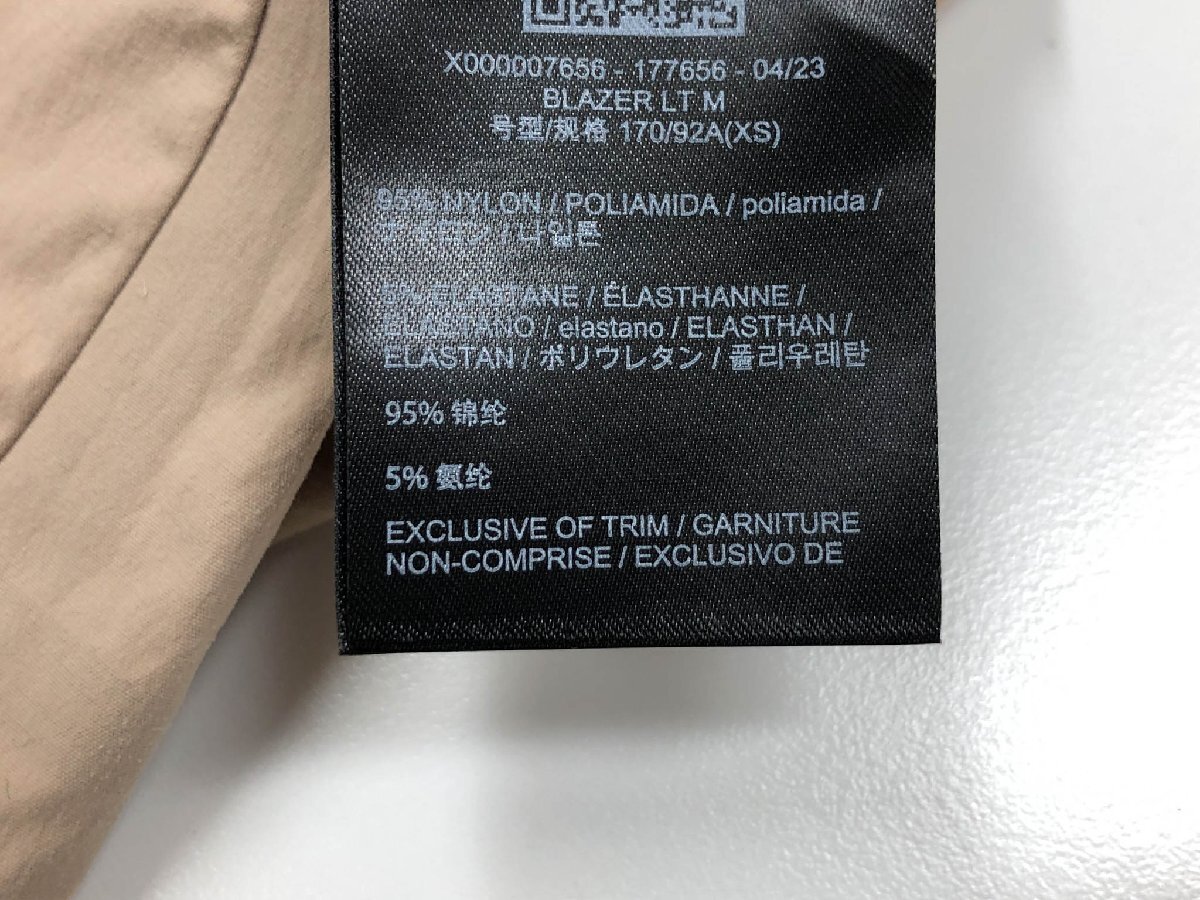 X000007656 - 177656 - 04/23
BLAZER LT M
号型/规格 170/92A(XS)
95% NYLON / POLIAMIDA / poliamida /
ナイロン / 나일론
5% ELASTANE / ÉLASTHANNE /
ELASTANO / elastano / ELASTHAN /
ELASTAN / ポリウレタン / 폴리우레탄
95% 锦纶
5% 氨纶
EXCLUSIVE OF TRIM / GARNITURE
NON-COMPRISE / EXCLUSIVO DE